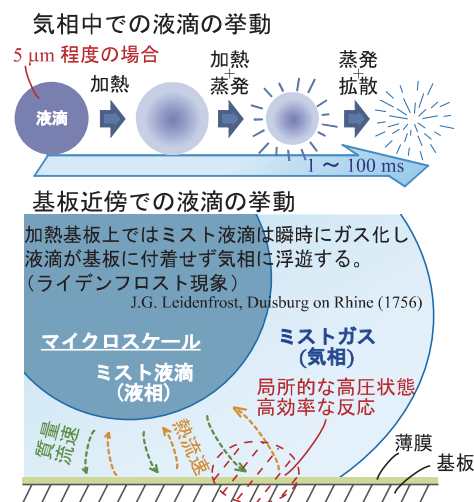 気相中での液滴の挙動
5 μm 程度の場合
液滴
加熱
加熱
+
蒸発
蒸発
+
拡散
1 ～ 100 ms
基板近傍での液滴の挙動
加熱基板上ではミスト液滴は瞬時にガス化し
液滴が基板に付着せず気相に浮遊する。
（ライデンフロスト現象）
J.G. Leidenfrost, Duisburg on Rhine (1756)
マイクロスケール
ミスト液滴
(液相)
ミストガス
(気相)
局所的な高圧状態
高効率な反応
質量
流速
熱流速
薄膜
基板